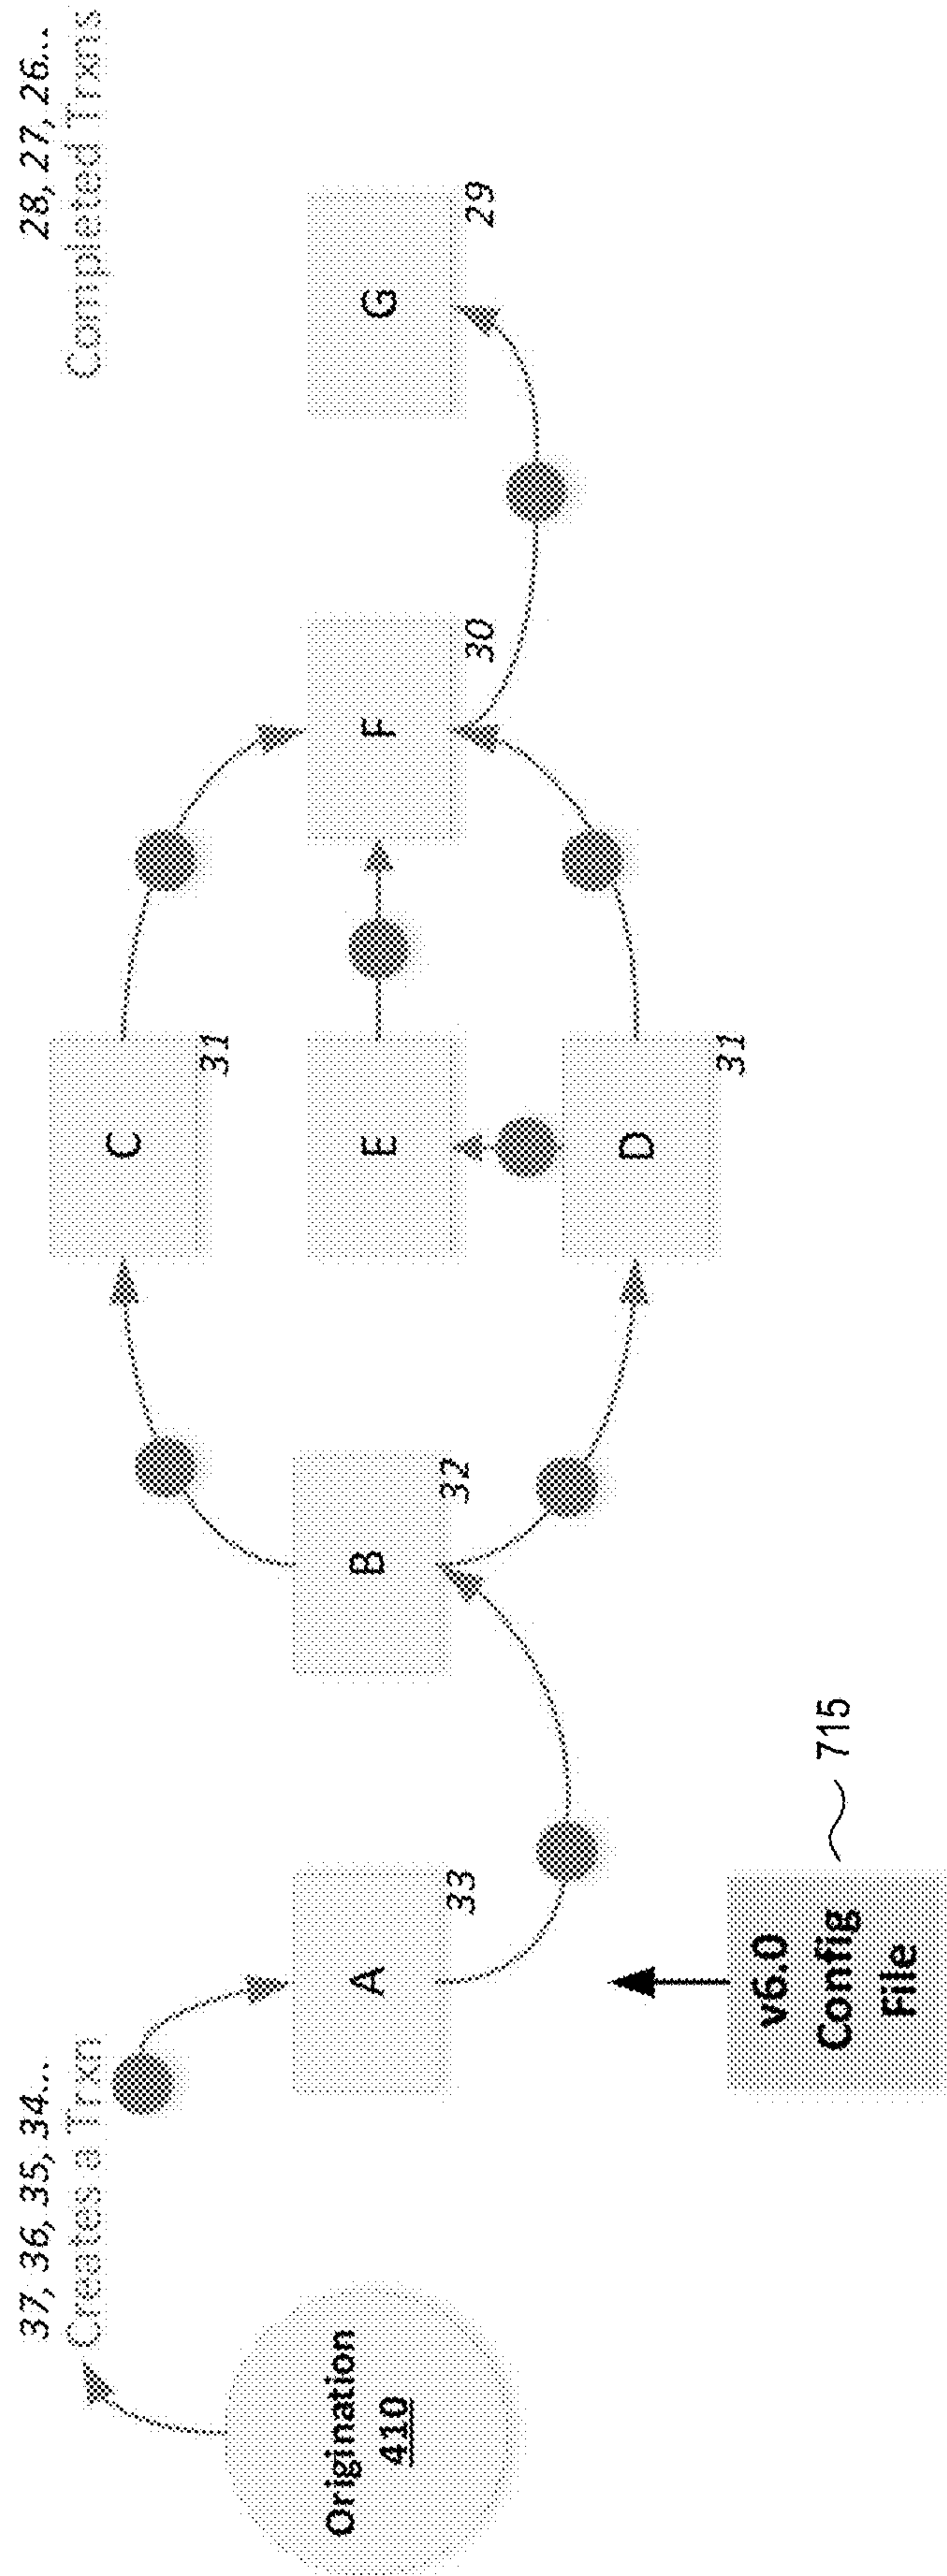 37, 36, 35, 34...
Creates a Trxn
28, 27, 26...
Completed Trxns
Origination
410
A
33
B
32
C
31
E
D
31
F
30
G
29
v6.0
Config
File
715